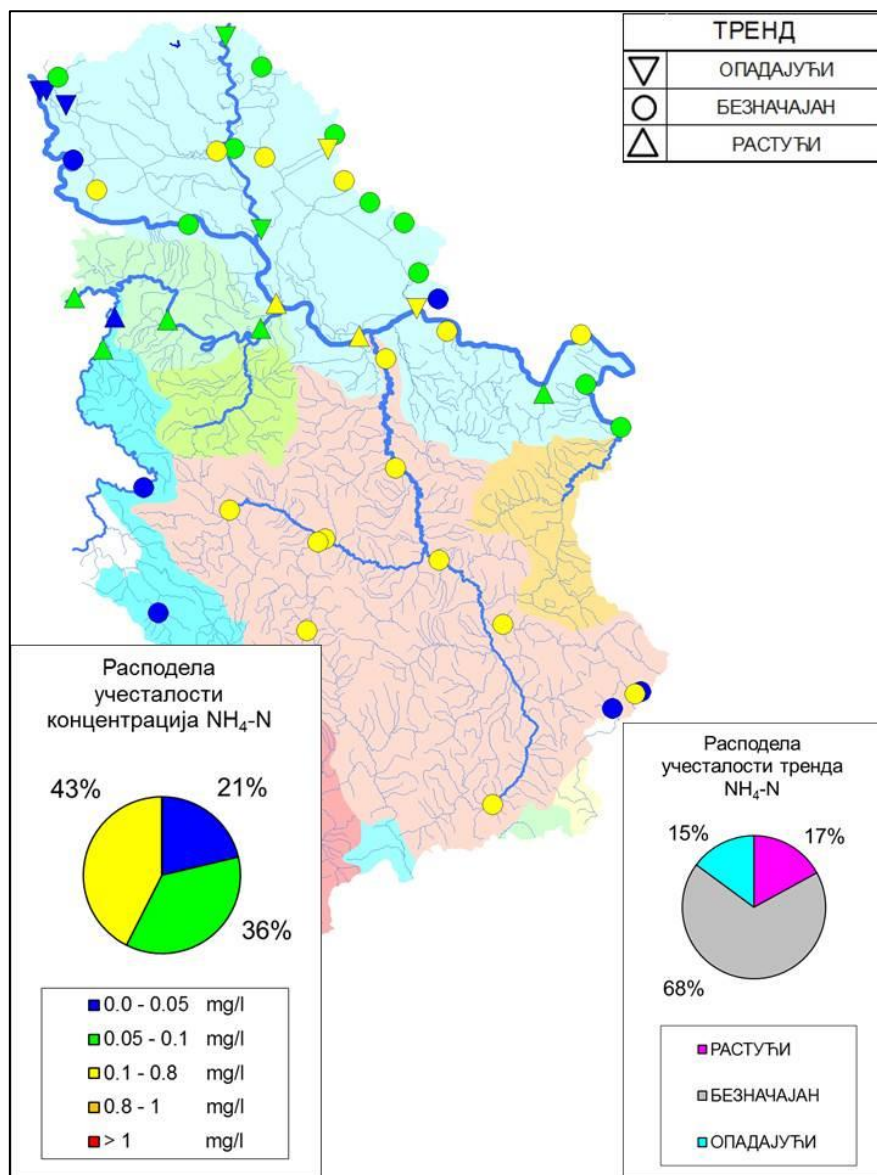 ТРЕНД
ОПАДАЈУЋИ
БЕЗНАЧАЈАН
РАСТУЋИ
Расподела
учесталости
концентрација NH₄-N
43%
21%
36%
0.0 - 0.05 mg/l
0.05 - 0.1 mg/l
0.1 - 0.8 mg/l
0.8 - 1 mg/l
> 1 mg/l
Расподела
учесталости тренда
NH₄-N
15%
17%
68%
РАСТУЋИ
БЕЗНАЧАЈАН
ОПАДАЈУЋИ